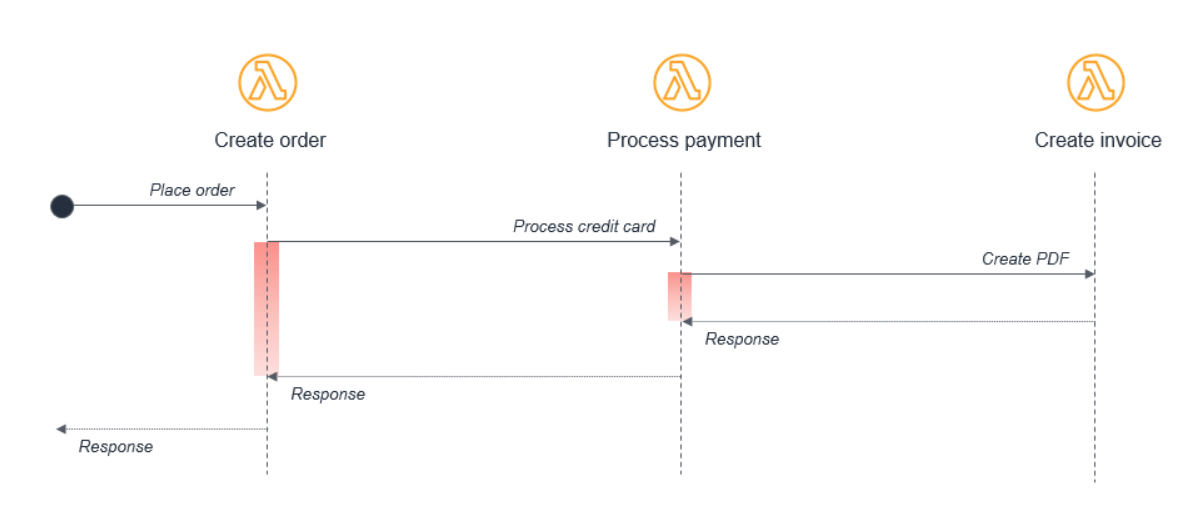 Create order
Process payment
Create invoice
Place order
Process credit card
Create PDF
Response
Response
Response